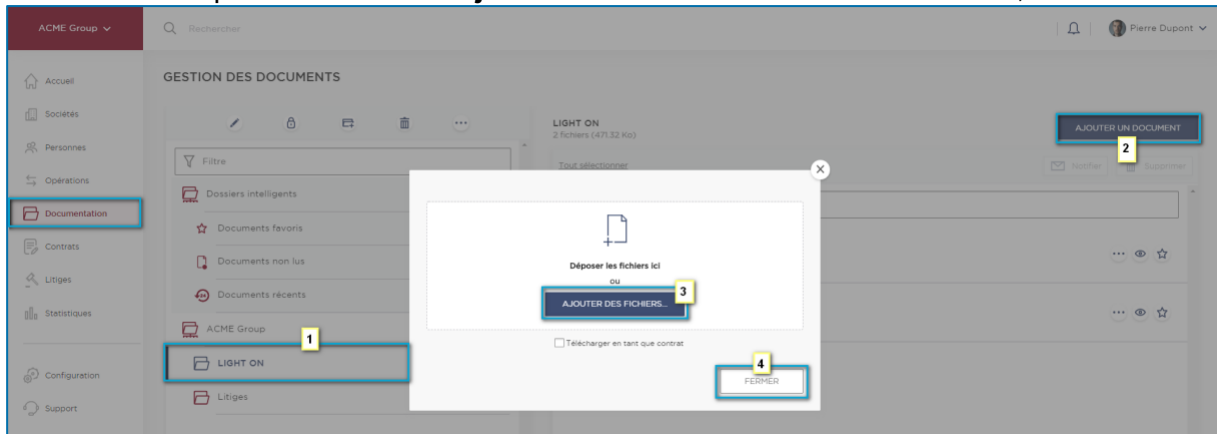 ACME Group
Rechercher
Pierre Dupont
Accueil
Sociétés
Personnes
Opérations
Documentation
Contrats
Litiges
Statistiques
Configuration
Support
GESTION DES DOCUMENTS
Filtre
Dossiers intelligents
Documents favoris
Documents non lus
Documents récents
ACME Group
1
LIGHT ON
Litiges
LIGHT ON
2 fichiers (471.32 Ko)
AJOUTER UN DOCUMENT
2
Tout sélectionner
Notifier
Supprimer
Déposer les fichiers ici
ou
AJOUTER DES FICHIERS...
3
Télécharger en tant que contrat
4
FERMER